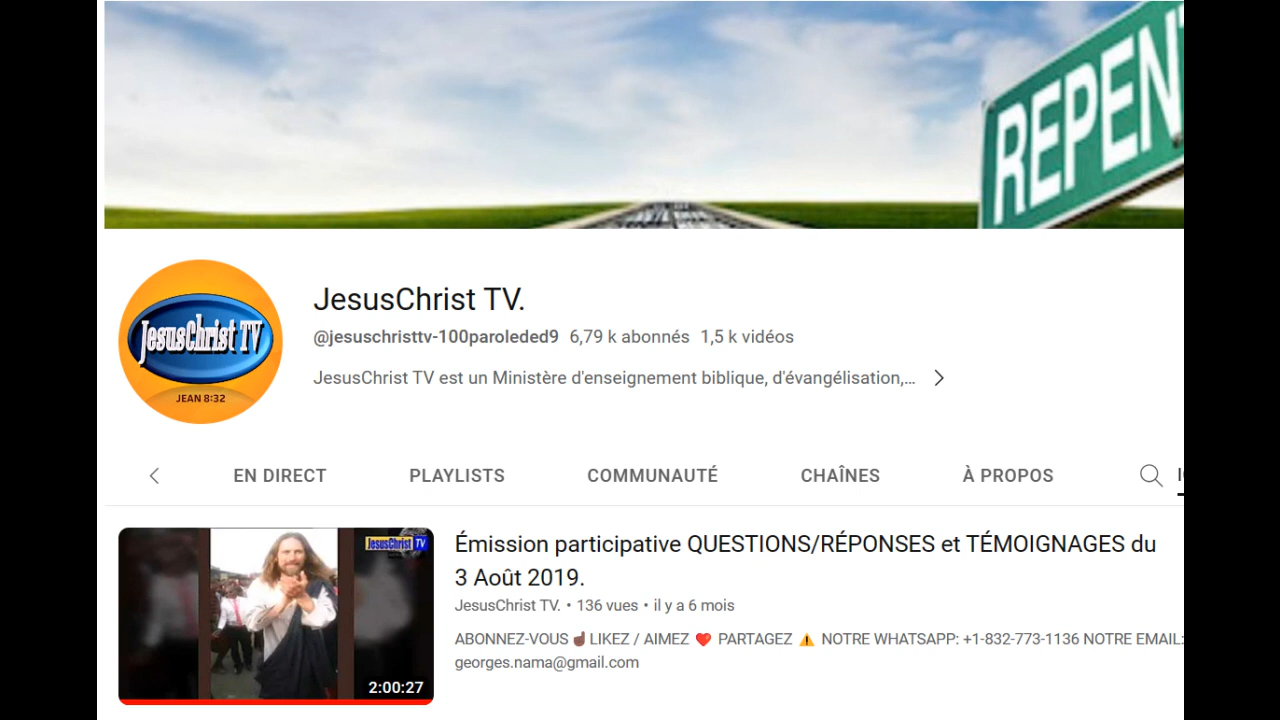 REPEN
JesusChrist TV
JEAN 8:32
JesusChrist TV.
@jesuschristtv-100paroleded9 6,79 k abonnés 1,5 k vidéos
JesusChrist TV est un Ministère d'enseignement biblique, d'évangélisation,...
EN DIRECT PLAYLISTS COMMUNAUTÉ CHAÎNES À PROPOS
JesusChrist TV
2:00:27
Émission participative QUESTIONS/RÉPONSES et TÉMOIGNAGES du
3 Août 2019.
JesusChrist TV. • 136 vues • il y a 6 mois
ABONNEZ-VOUS ☝🏿 LIKEZ / AIMEZ ❤️ PARTAGEZ ⚠️ NOTRE WHATSAPP: +1-832-773-1136 NOTRE EMAIL:
georges.nama@gmail.com